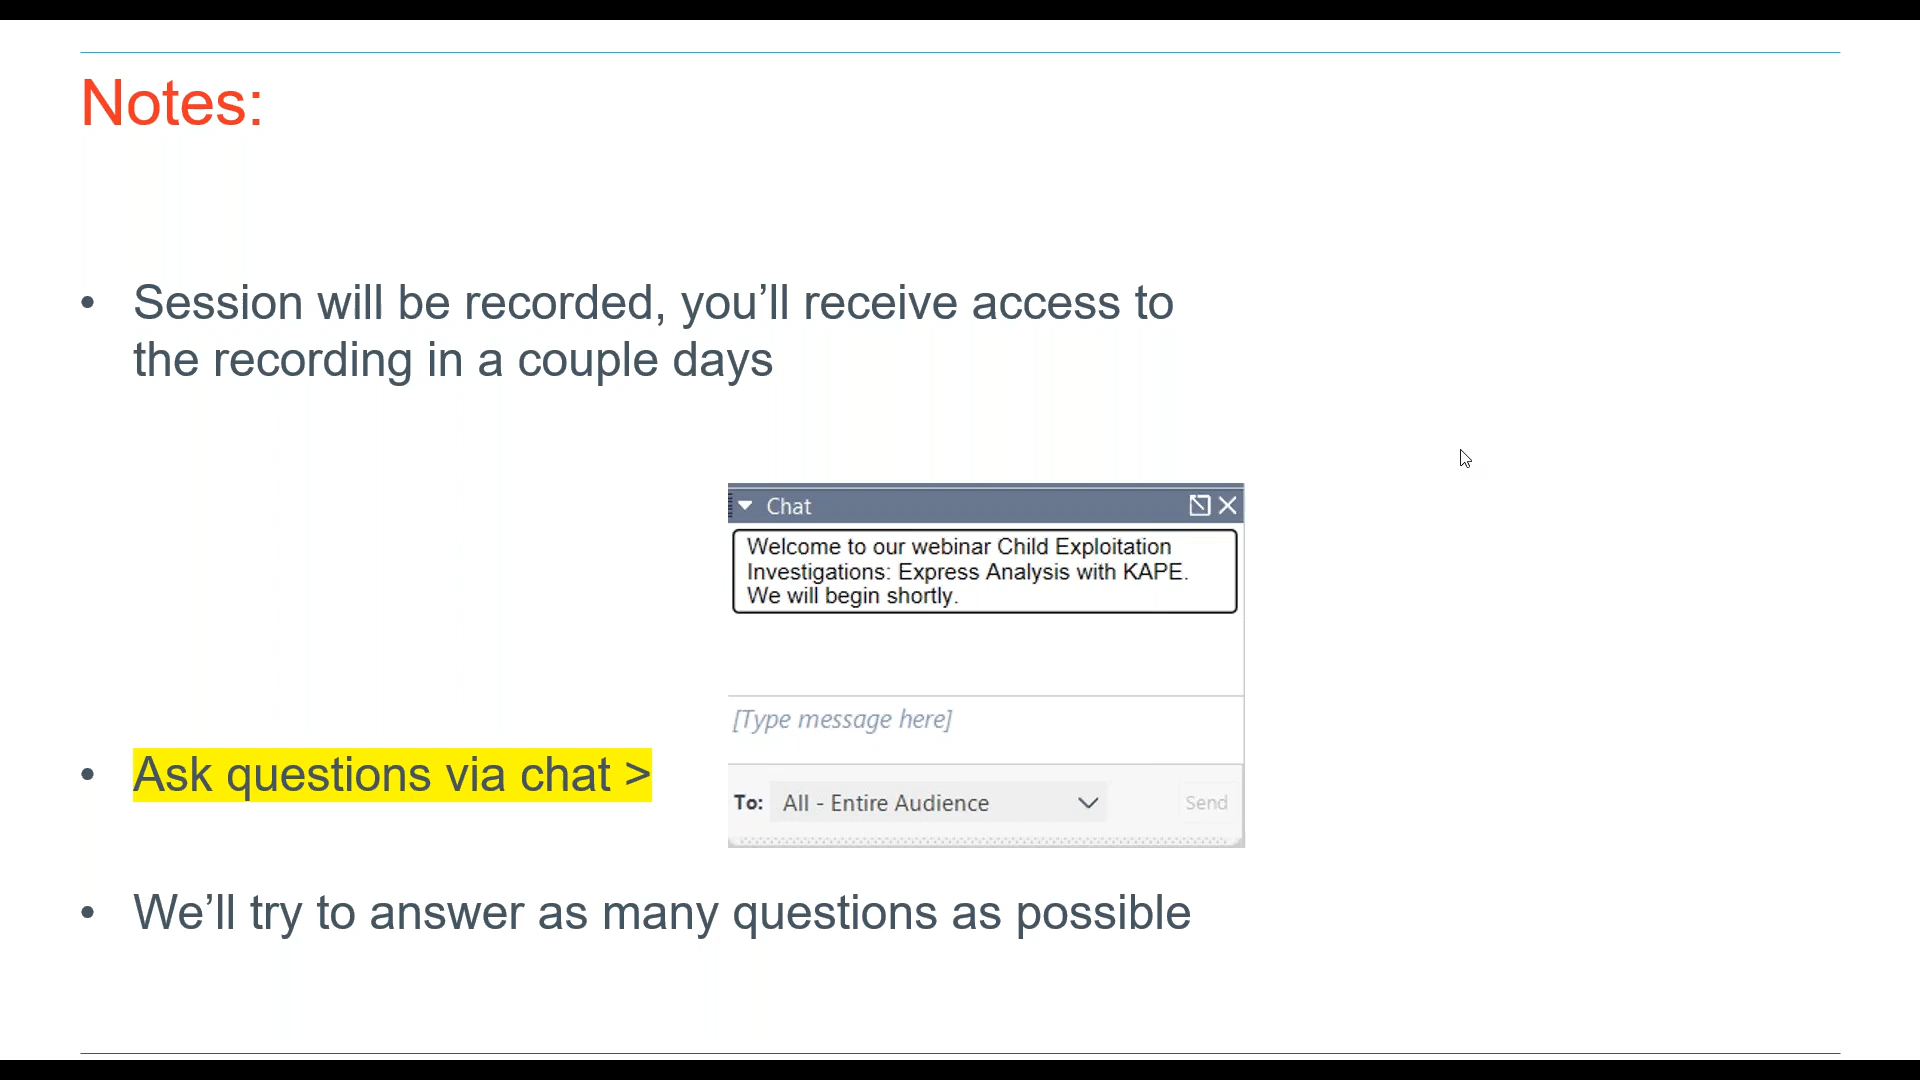 Notes:
• Session will be recorded, you’ll receive access to
the recording in a couple days
Chat
Welcome to our webinar Child Exploitation
Investigations: Express Analysis with KAPE.
We will begin shortly.
[Type message here]
To: All - Entire Audience
Send
• Ask questions via chat >
• We’ll try to answer as many questions as possible